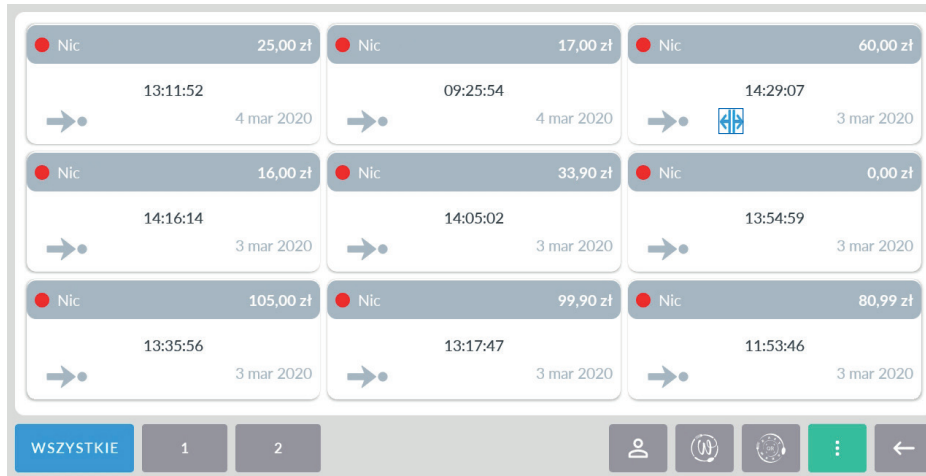 Nic 25,00 zł
13:11:52
4 mar 2020
Nic 17,00 zł
09:25:54
4 mar 2020
Nic 60,00 zł
14:29:07
3 mar 2020
Nic 16,00 zł
14:16:14
3 mar 2020
Nic 33,90 zł
14:05:02
3 mar 2020
Nic 0,00 zł
13:54:59
3 mar 2020
Nic 105,00 zł
13:35:56
3 mar 2020
Nic 99,90 zł
13:17:47
3 mar 2020
Nic 80,99 zł
11:53:46
3 mar 2020
WSZYSTKIE 1 2